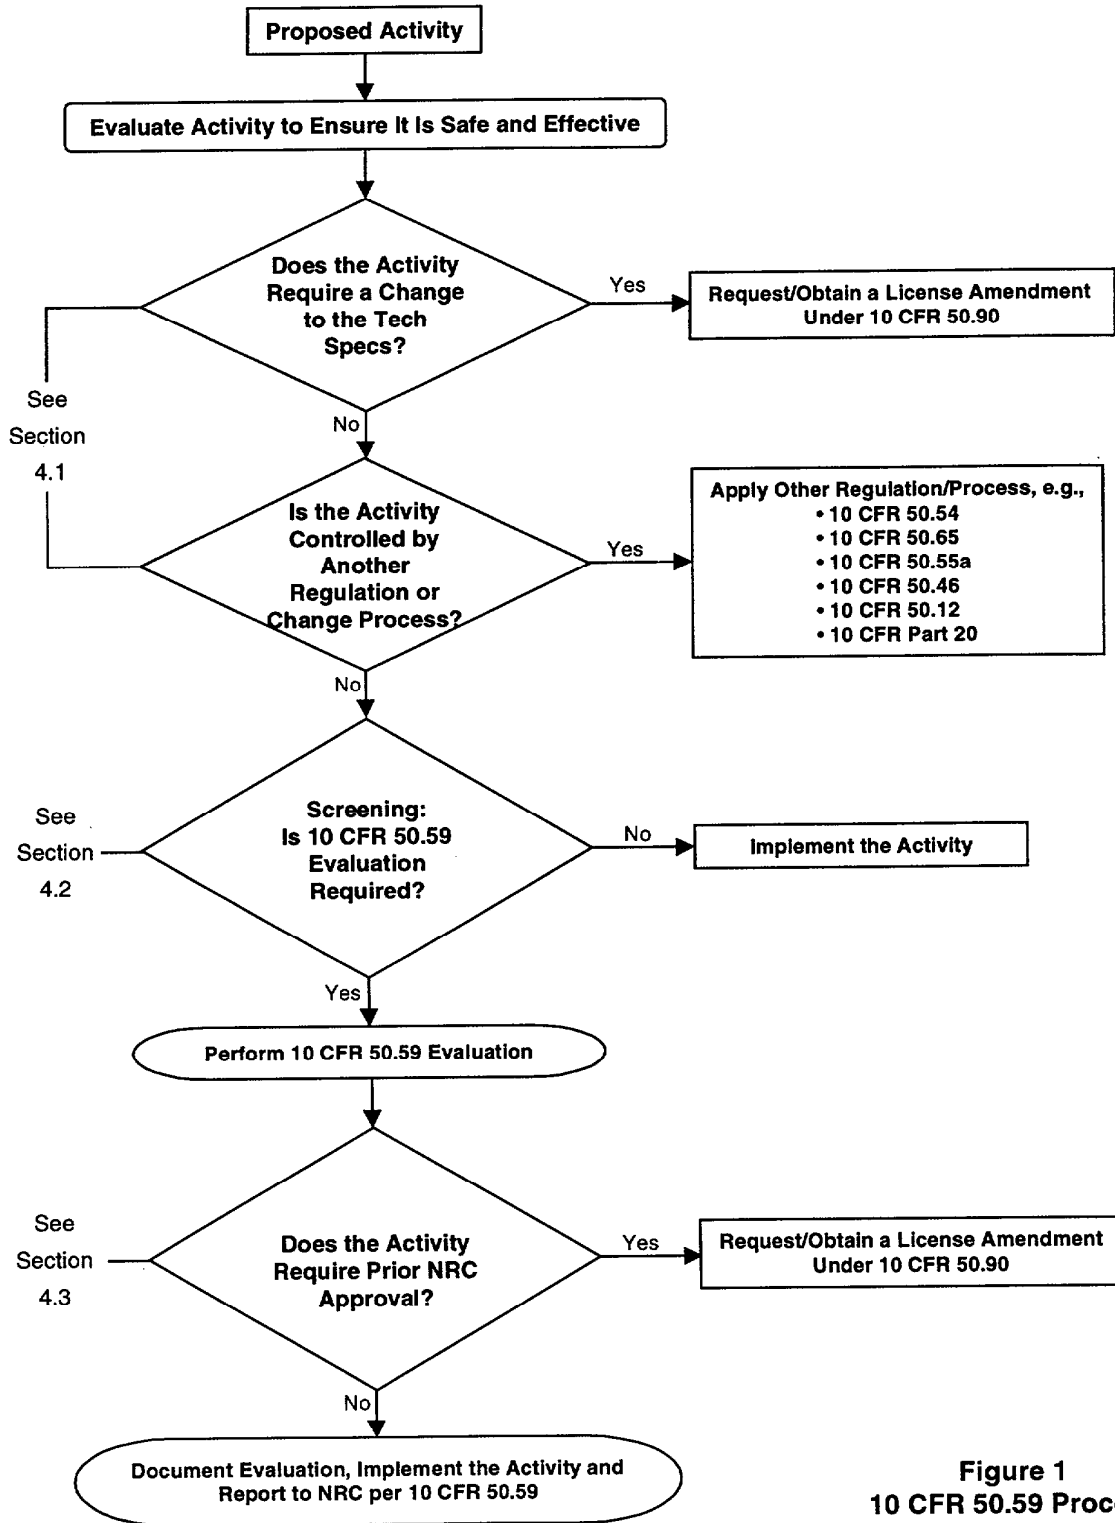 Proposed Activity
Evaluate Activity to Ensure It Is Safe and Effective
Does the Activity
Require a Change
to the Tech
Specs?
Yes
Request/Obtain a License Amendment
Under 10 CFR 50.90
See
Section
4.1
No
Is the Activity
Controlled by
Another
Regulation or
Change Process?
Yes
Apply Other Regulation/Process, e.g.,
• 10 CFR 50.54
• 10 CFR 50.65
• 10 CFR 50.55a
• 10 CFR 50.46
• 10 CFR 50.12
• 10 CFR Part 20
No
See
Section
4.2
Screening:
Is 10 CFR 50.59
Evaluation
Required?
No
Implement the Activity
Yes
Perform 10 CFR 50.59 Evaluation
See
Section
4.3
Does the Activity
Require Prior NRC
Approval?
Yes
Request/Obtain a License Amendment
Under 10 CFR 50.90
No
Document Evaluation, Implement the Activity and
Report to NRC per 10 CFR 50.59
Figure 1
10 CFR 50.59